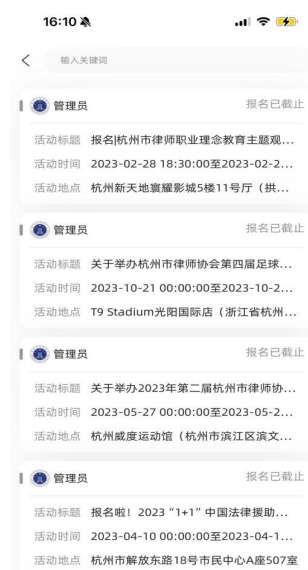 16:10
输入关键词
管理员 报名已截止
活动标题 报名|杭州市律师职业理念教育主题观...
活动时间 2023-02-28 18:30:00至2023-02-2...
活动地点 杭州新天地寰耀影城5楼11号厅（拱...
管理员 报名已截止
活动标题 关于举办杭州市律师协会第四届足球...
活动时间 2023-10-21 00:00:00至2023-10-2...
活动地点 T9 Stadium光阳国际店（浙江省杭州...
管理员 报名已截止
活动标题 关于举办2023年第二届杭州市律师协...
活动时间 2023-05-27 00:00:00至2023-05-2...
活动地点 杭州威度运动馆（杭州市滨江区滨文...
管理员 报名已截止
活动标题 报名啦！2023“1+1”中国法律援助...
活动时间 2023-04-10 00:00:00至2023-04-1...
活动地点 杭州市解放东路18号市民中心A座507室